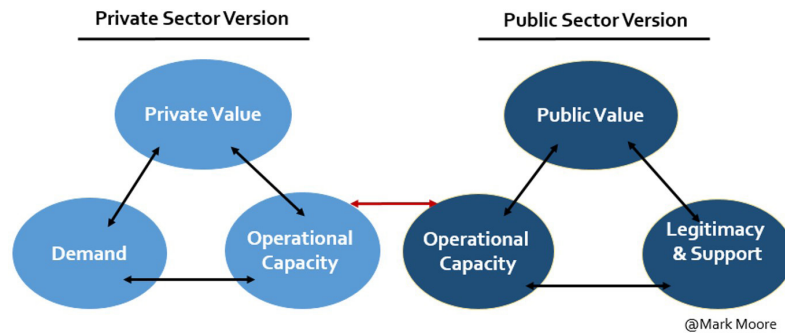 Private Sector Version
Public Sector Version
Private Value
Public Value
Demand
Operational
Capacity
Operational
Capacity
Legitimacy
& Support
@Mark Moore